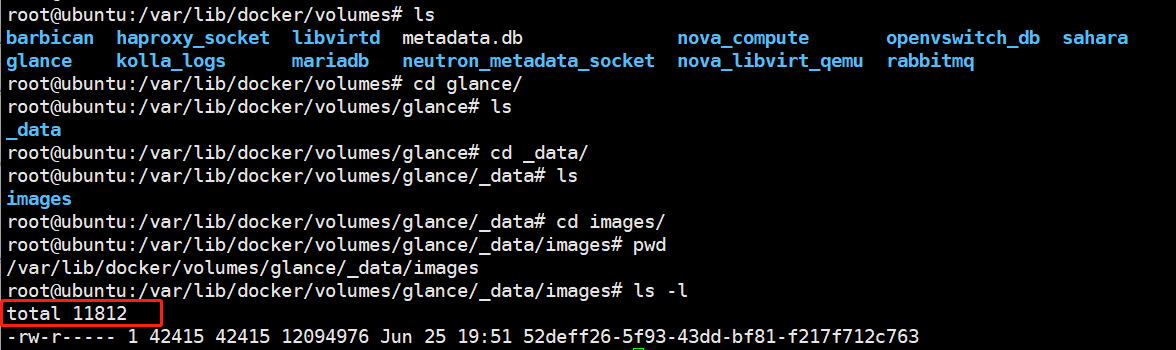 root@ubuntu:/var/lib/docker/volumes# ls
barbican haproxy_socket libvirtd metadata.db nova_compute openvswitch_db sahara
glance kolla_logs mariadb neutron_metadata_socket nova_libvirt_qemu rabbitmq
root@ubuntu:/var/lib/docker/volumes# cd glance/
root@ubuntu:/var/lib/docker/volumes/glance# ls
_data
root@ubuntu:/var/lib/docker/volumes/glance# cd _data/
root@ubuntu:/var/lib/docker/volumes/glance/_data# ls
images
root@ubuntu:/var/lib/docker/volumes/glance/_data# cd images/
root@ubuntu:/var/lib/docker/volumes/glance/_data/images# pwd
/var/lib/docker/volumes/glance/_data/images
root@ubuntu:/var/lib/docker/volumes/glance/_data/images# ls -l
total 11812
-rw-r----- 1 42415 42415 12094976 Jun 25 19:51 52deff26-5f93-43dd-bf81-f217f712c763